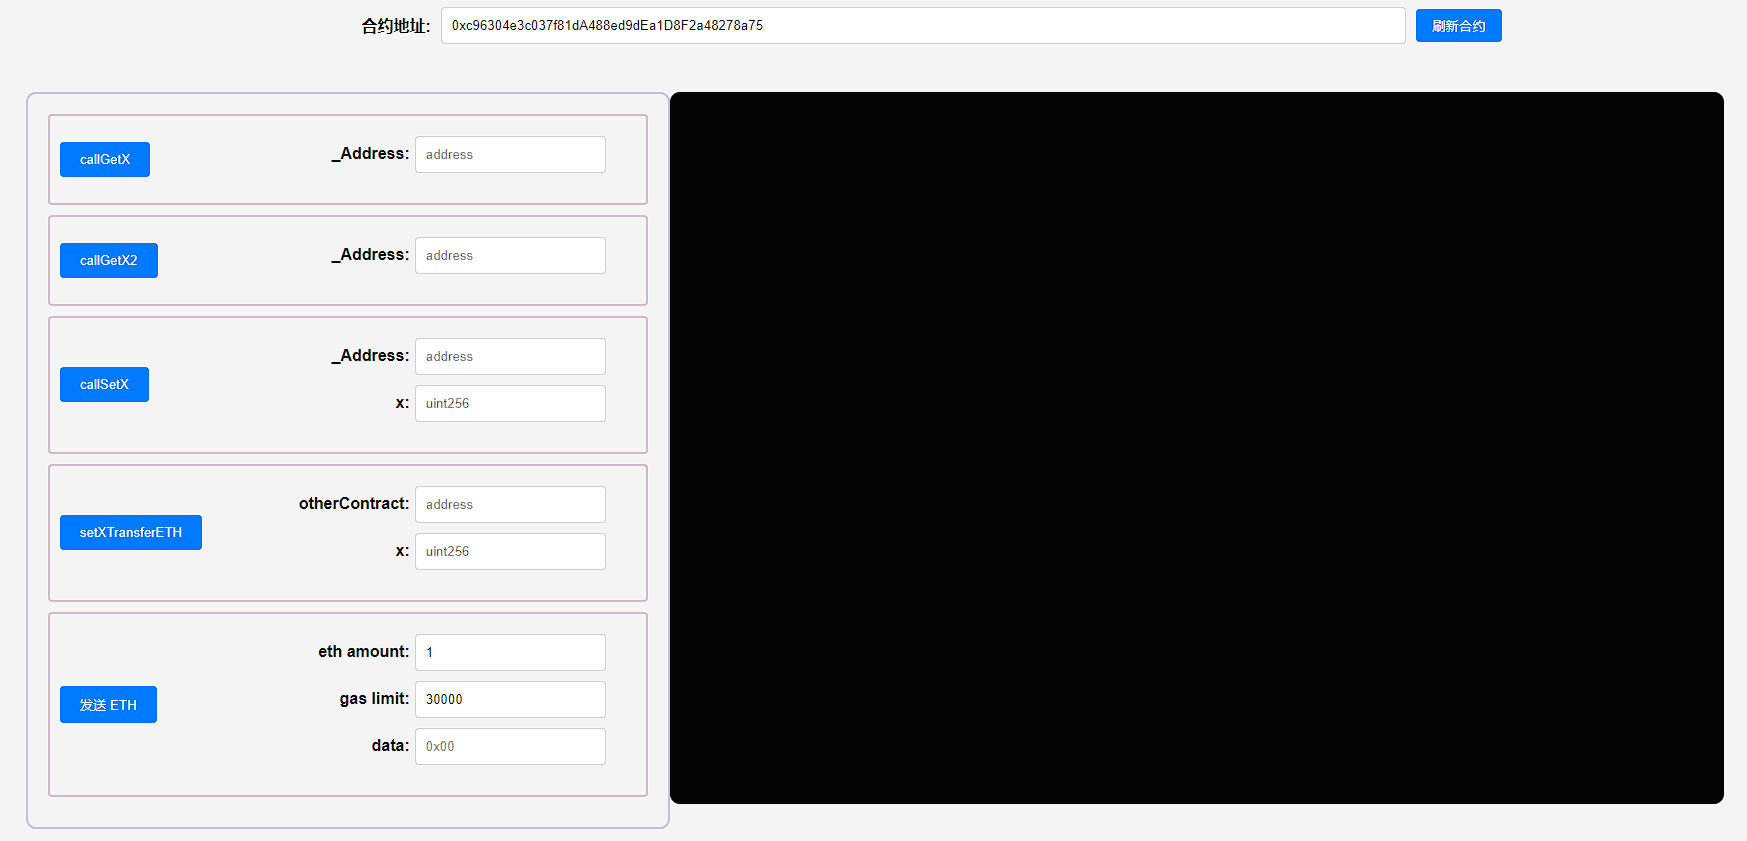 合约地址: 0xc96304e3c037f81dA488ed9dEa1D8F2a48278a75 刷新合约
callGetX _Address: address
callGetX2 _Address: address
_Address: address
callSetX
x: uint256
otherContract: address
setXTransferETH
x: uint256
eth amount: 1
gas limit: 30000
发送 ETH
data: 0x00